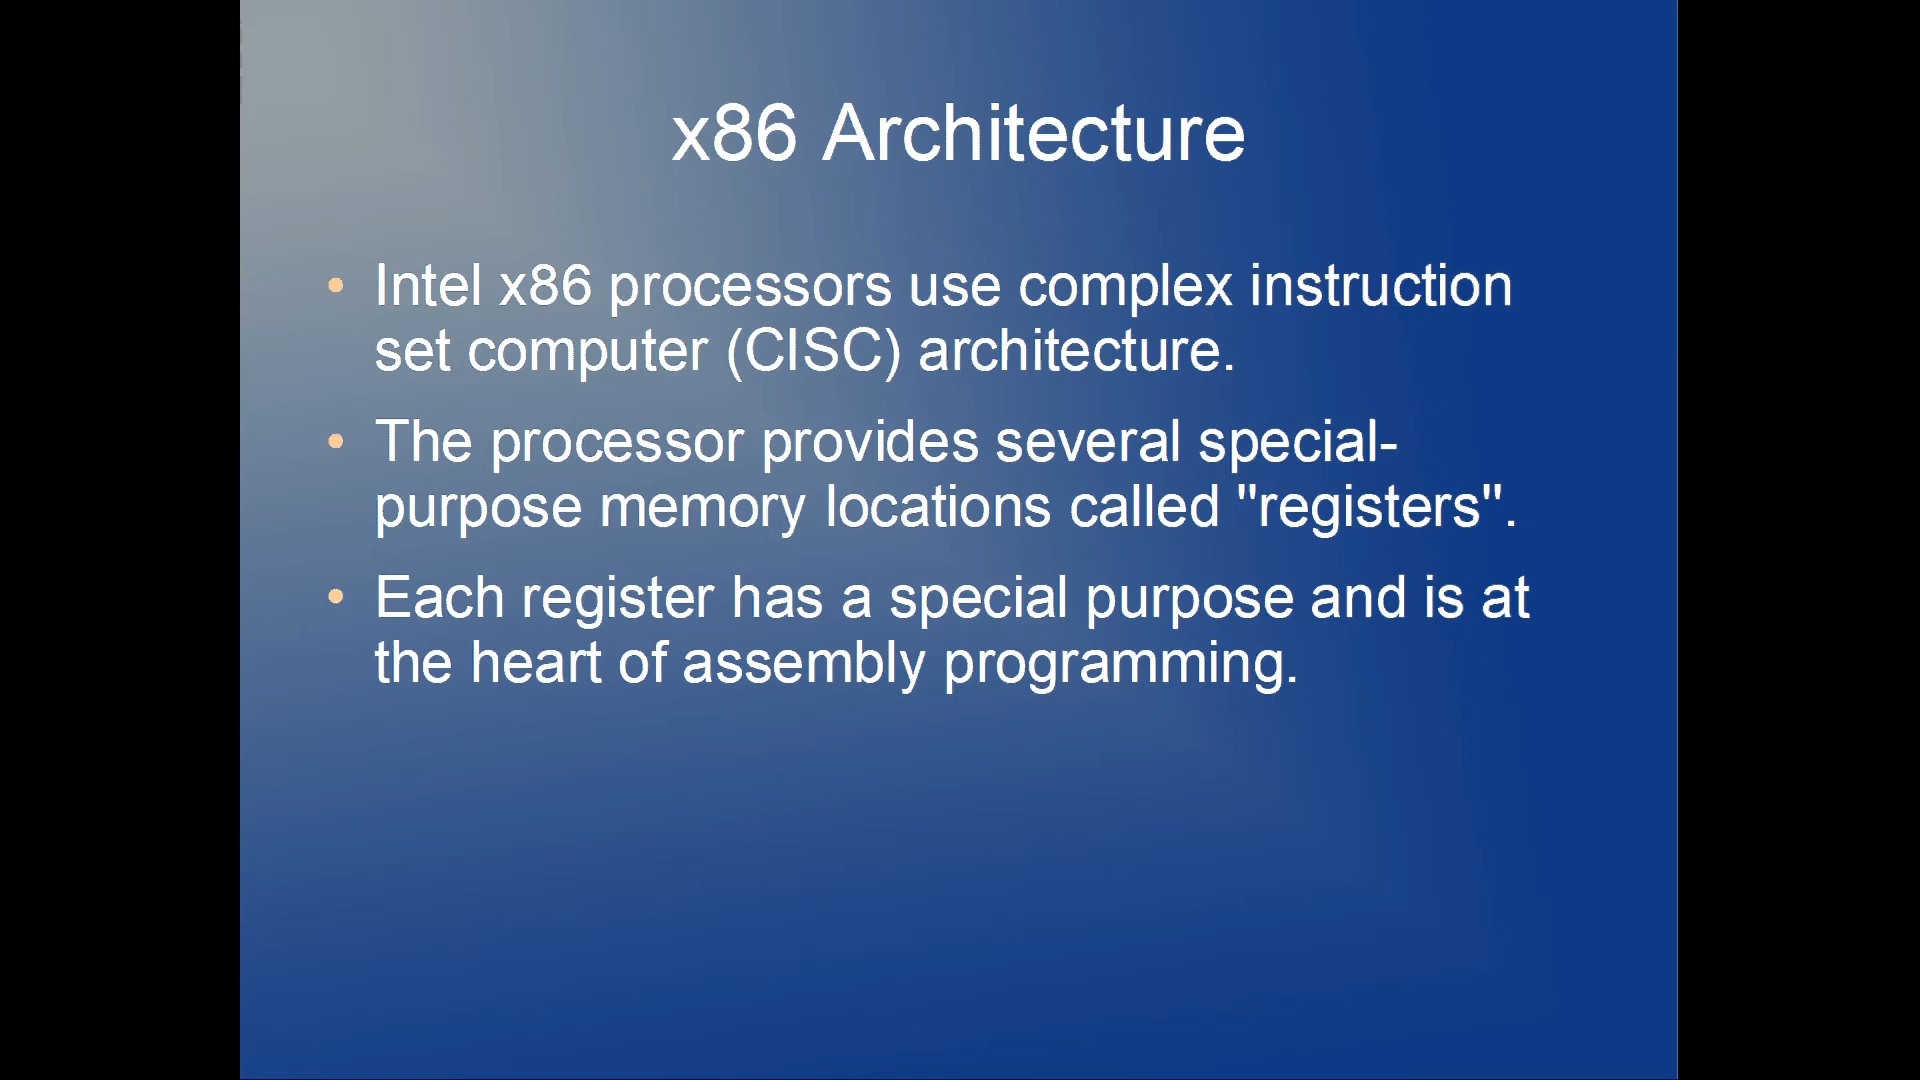 x86 Architecture
• Intel x86 processors use complex instruction
set computer (CISC) architecture.
• The processor provides several special-
purpose memory locations called "registers".
• Each register has a special purpose and is at
the heart of assembly programming.